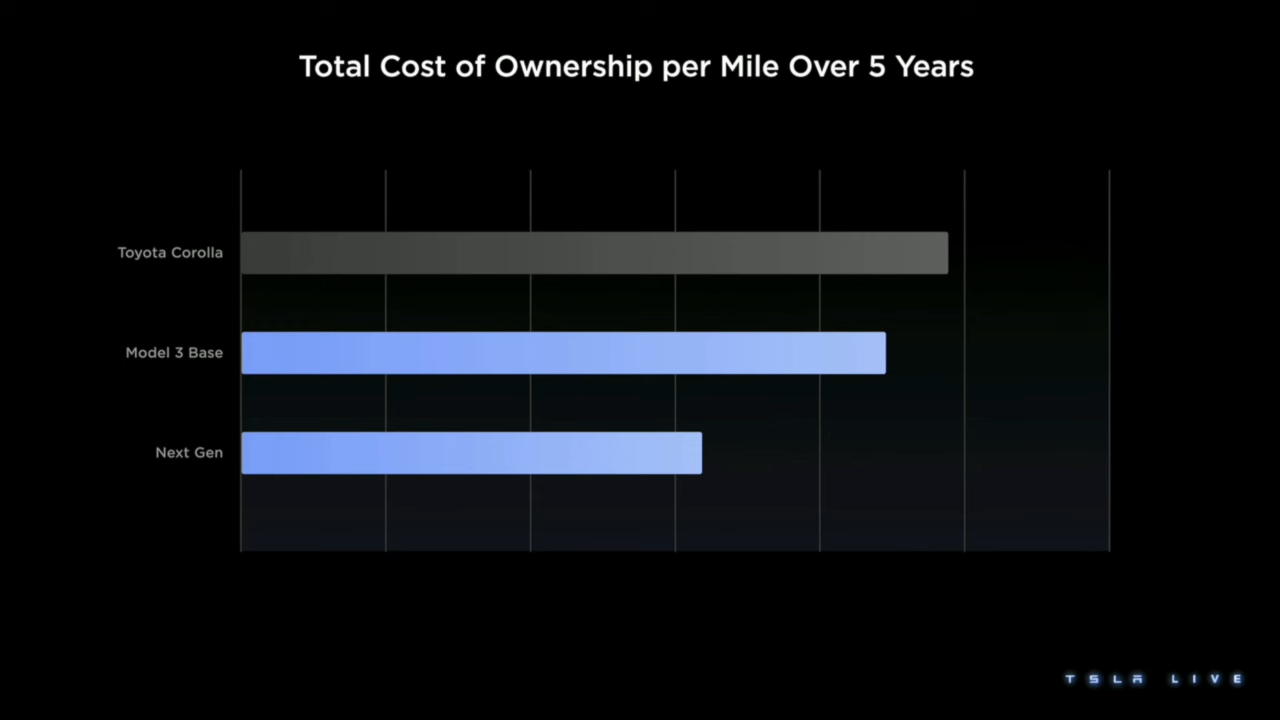 Total Cost of Ownership per Mile Over 5 Years
Toyota Corolla
Model 3 Base
Next Gen
TSLA LIVE